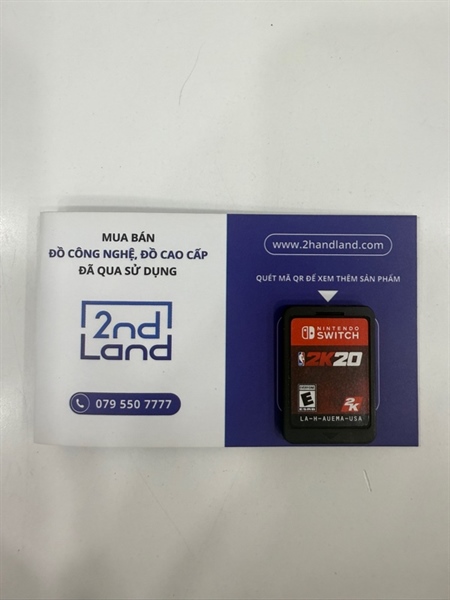 MUA BÁN
ĐỒ CÔNG NGHỆ, ĐỒ CAO CẤP
ĐÃ QUA SỬ DỤNG
2nd
Land
079 550 7777
www.2handland.com
QUÉT MÃ QR ĐỂ XEM THÊM SẢN PHẨM
NINTENDO
SWITCH
2K20
E
2K
LA-H-AUEMA-USA